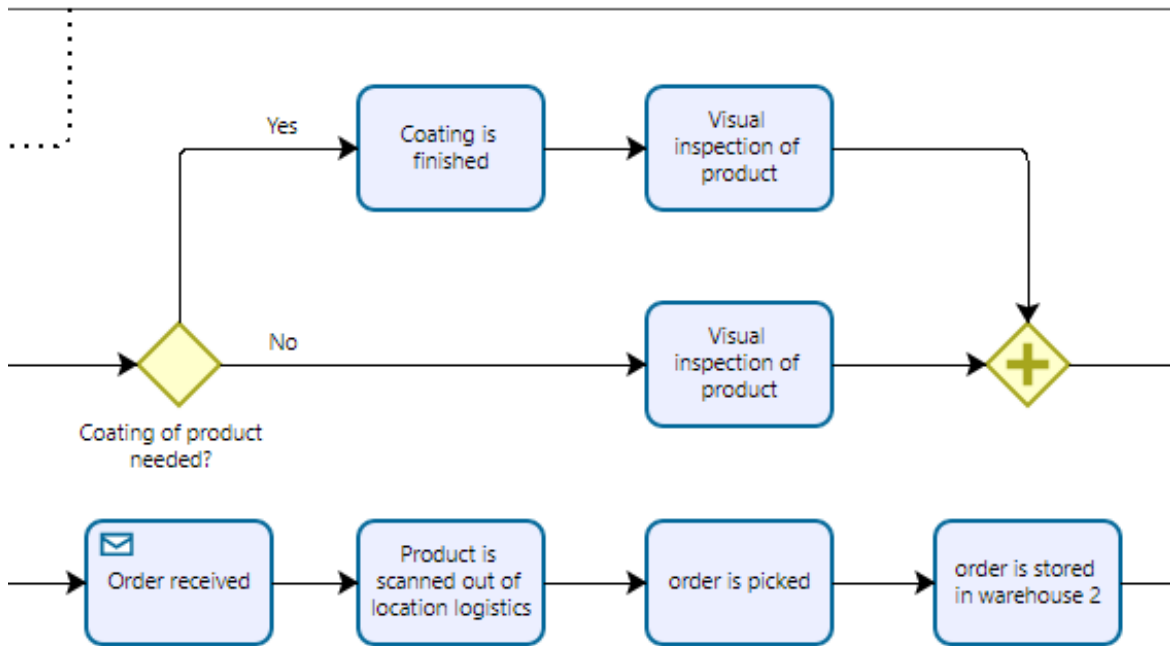 Yes
Coating is
finished
Visual
inspection of
product
No
Visual
inspection of
product
Coating of product
needed?
Order received
Product is
scanned out of
location logistics
order is picked
order is stored
in warehouse 2